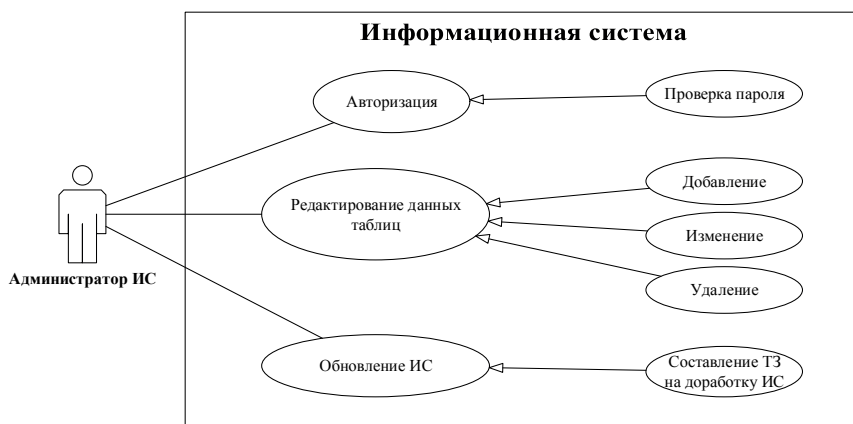 Информационная система
Авторизация
Проверка пароля
Редактирование данных
таблиц
Добавление
Изменение
Удаление
Администратор ИС
Обновление ИС
Составление ТЗ
на доработку ИС